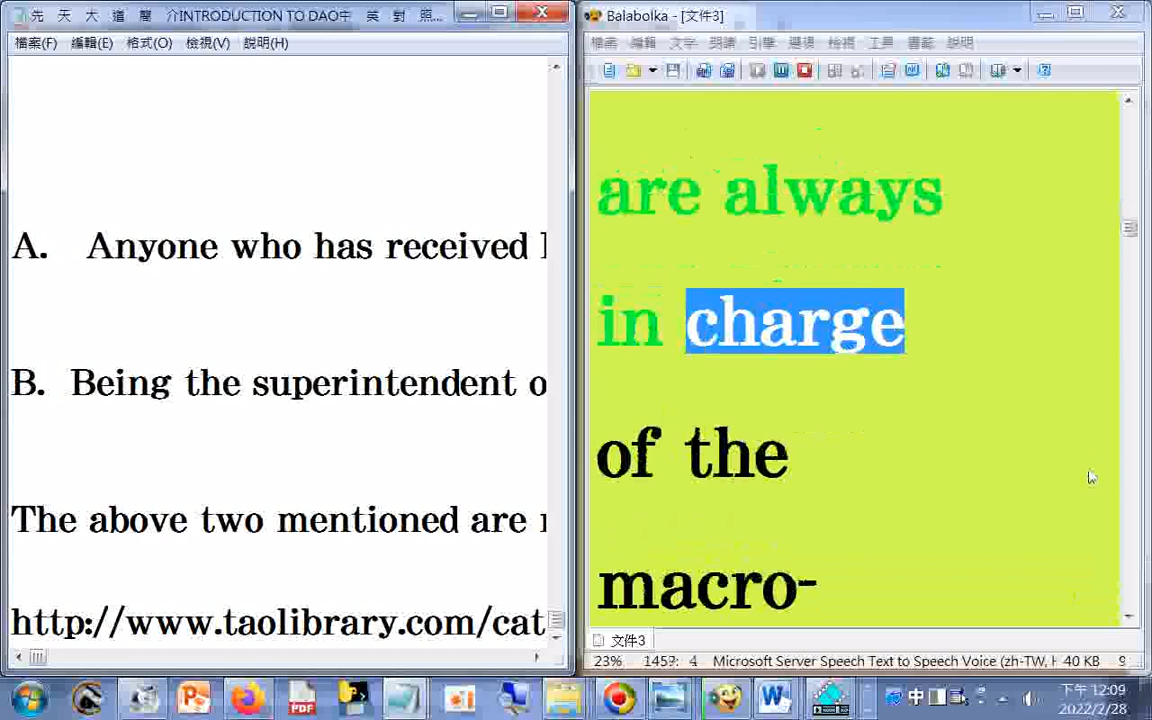 先 天 大 道 簡 介INTRODUCTION TO DAO中 英 對 照...
檔案(F) 編輯(E) 格式(O) 檢視(V) 說明(H)
A. Anyone who has received
B. Being the superintendent o
The above two mentioned are
http://www.taolibrary.com/cat
Balabolka - [文件3]
檔案 編輯 文字 朗讀 引擎 選項 檢視 工具 書籤 說明
are always
in charge
of the
macro-
文件3
23% 145?: 4 Microsoft Server Speech Text to Speech Voice (zh-TW, H 40 KB 9
中
下午 12:09
2022/2/28